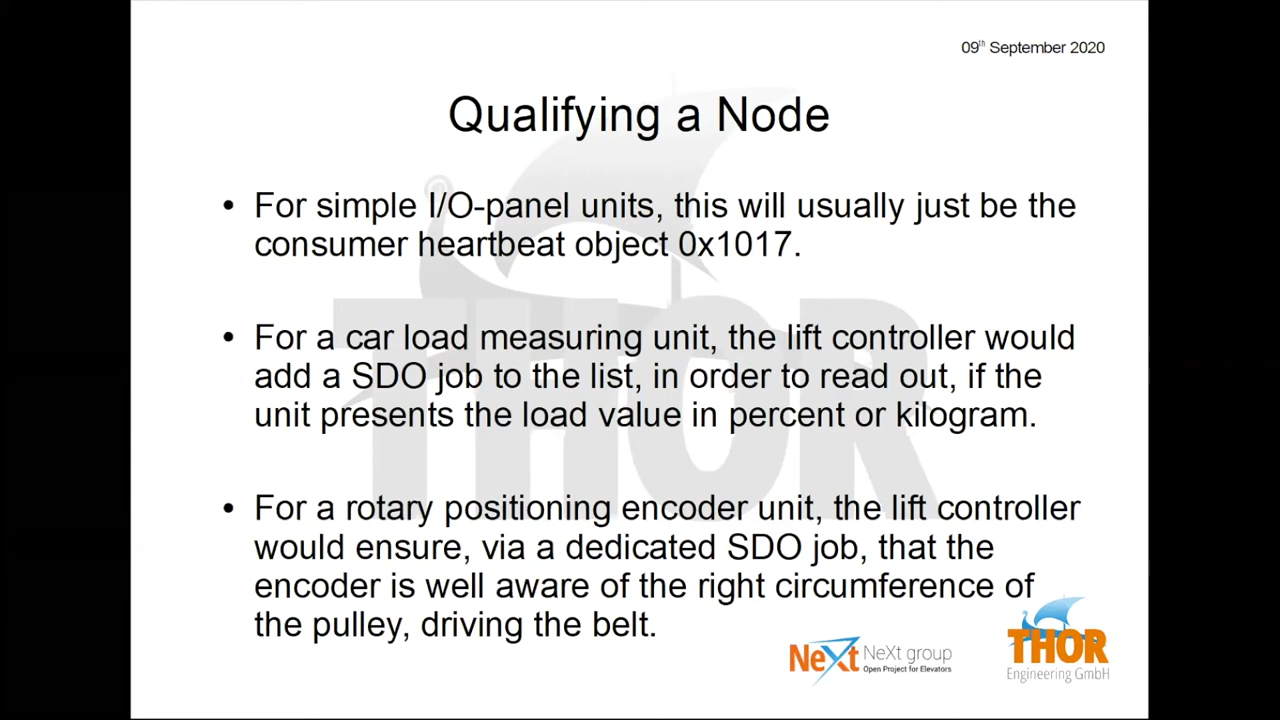 09th September 2020
Qualifying a Node
• For simple I/O-panel units, this will usually just be the
consumer heartbeat object 0x1017.
• For a car load measuring unit, the lift controller would
add a SDO job to the list, in order to read out, if the
unit presents the load value in percent or kilogram.
• For a rotary positioning encoder unit, the lift controller
would ensure, via a dedicated SDO job, that the
encoder is well aware of the right circumference of
the pulley, driving the belt.
NeXt NeXt group
Open Project for Elevators
THOR
Engineering GmbH
THOR